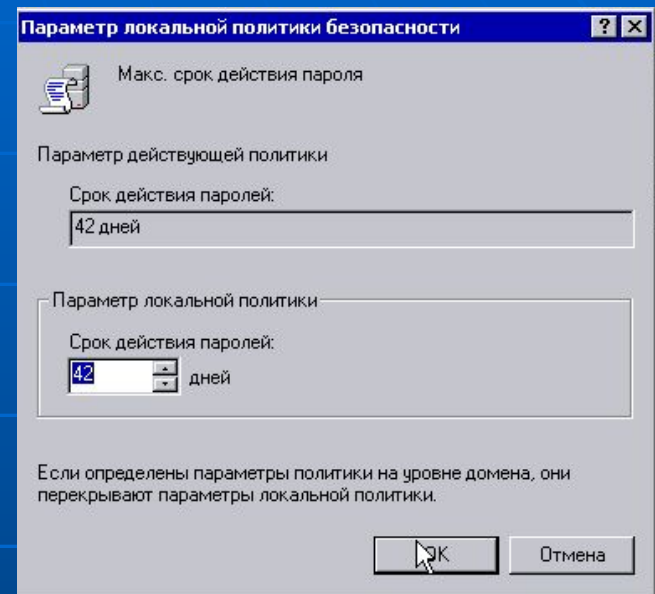 Параметр локальной политики безопасности
Макс. срок действия пароля
Параметр действующей политики
Срок действия паролей:
42 дней
Параметр локальной политики
Срок действия паролей:
42 дней
Если определены параметры политики на уровне домена, они
перекрывают параметры локальной политики.
OK Отмена